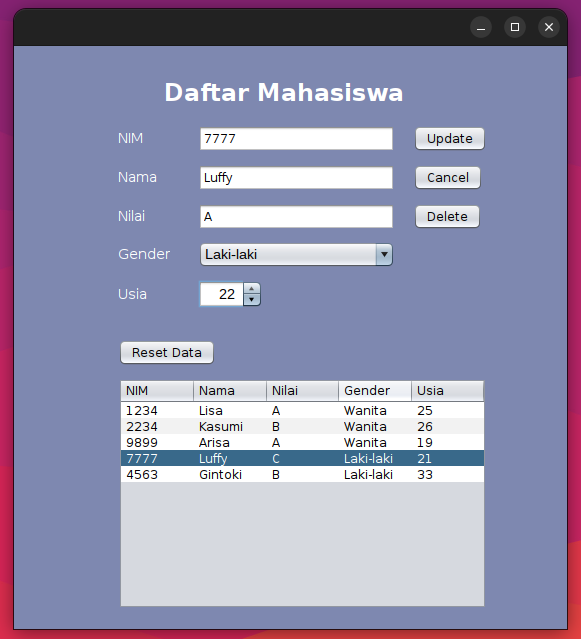 Daftar Mahasiswa
NIM 7777 Update
Nama Luffy Cancel
Nilai A Delete
Gender Laki-laki
Usia 22
Reset Data
NIM Nama Nilai Gender Usia
1234 Lisa A Wanita 25
2234 Kasumi B Wanita 26
9899 Arisa A Wanita 19
7777 Luffy C Laki-laki 21
4563 Gintoki B Laki-laki 33